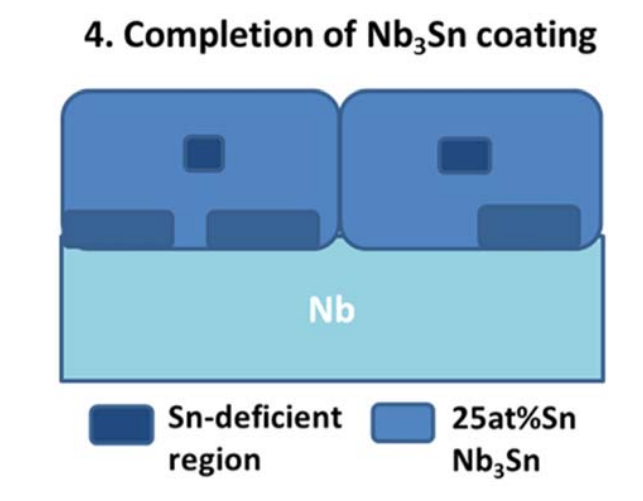 4. Completion of Nb₃Sn coating
Nb
Sn-deficient
region
25at%Sn
Nb₃Sn